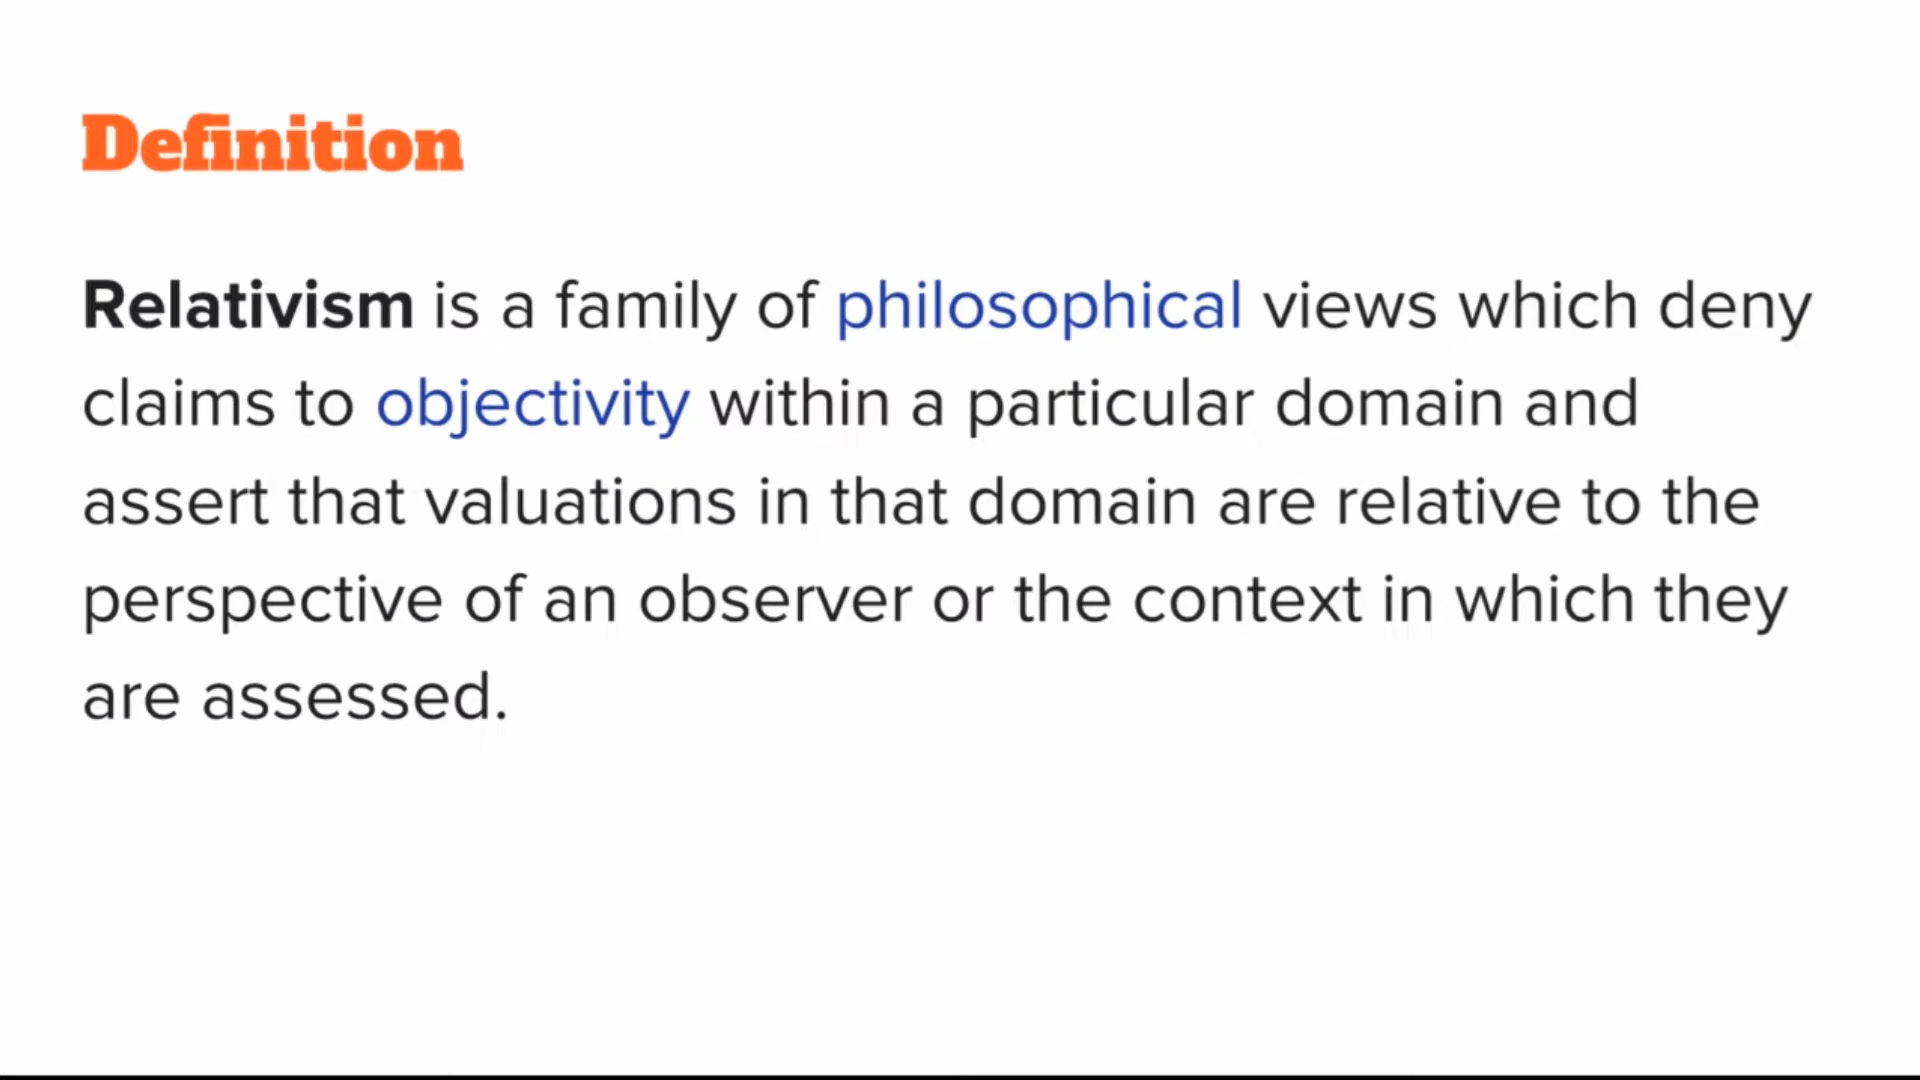 Definition
Relativism is a family of philosophical views which deny
claims to objectivity within a particular domain and
assert that valuations in that domain are relative to the
perspective of an observer or the context in which they
are assessed.